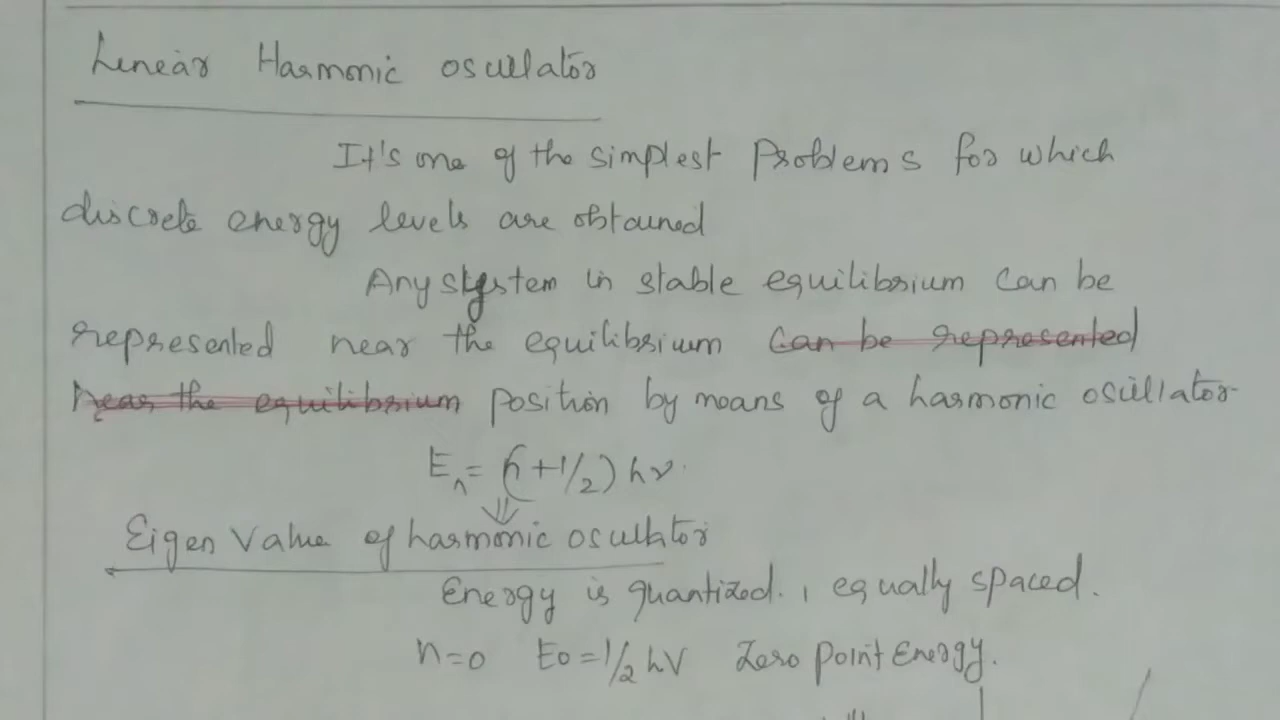 Linear Harmonic oscillator
It's one of the simplest Problems for which
discrete energy levels are obtained
Any system in stable equilibrium can be
represented near the equilibrium can be represented
near the equilibrium position by means of a harmonic oscillator.
Eₙ = (n + 1/2) hν.
⇓
Eigen Value of harmonic oscillator
Energy is quantized. , equally spaced.
n=0 E0 = 1/2 hν Zero point Energy.